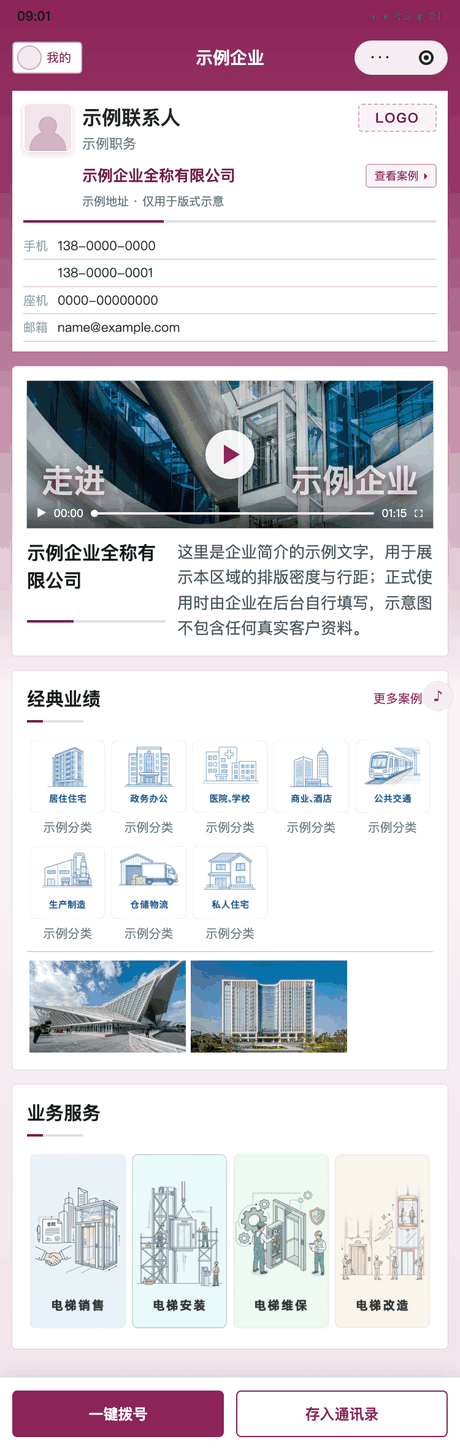 09:01
我的
示例企业
示例联系人
LOGO
示例职务
示例企业全称有限公司
查看案例
示例地址 · 仅用于版式示意
手机 138-0000-0000
138-0000-0001
座机 0000-00000000
邮箱 name@example.com
走进 示例企业
00:00 01:15
示例企业全称有
限公司
这里是企业简介的示例文字，用于展
示本区域的排版密度与行距；正式使
用时由企业在后台自行填写，示意图
不包含任何真实客户资料。
经典业绩
更多案例
居住住宅 政务办公 医院、学校 商业、酒店 公共交通
示例分类 示例分类 示例分类 示例分类 示例分类
生产制造 仓储物流 私人住宅
示例分类 示例分类 示例分类
业务服务
电梯销售 电梯安装 电梯维保 电梯改造
一键拨号 存入通讯录